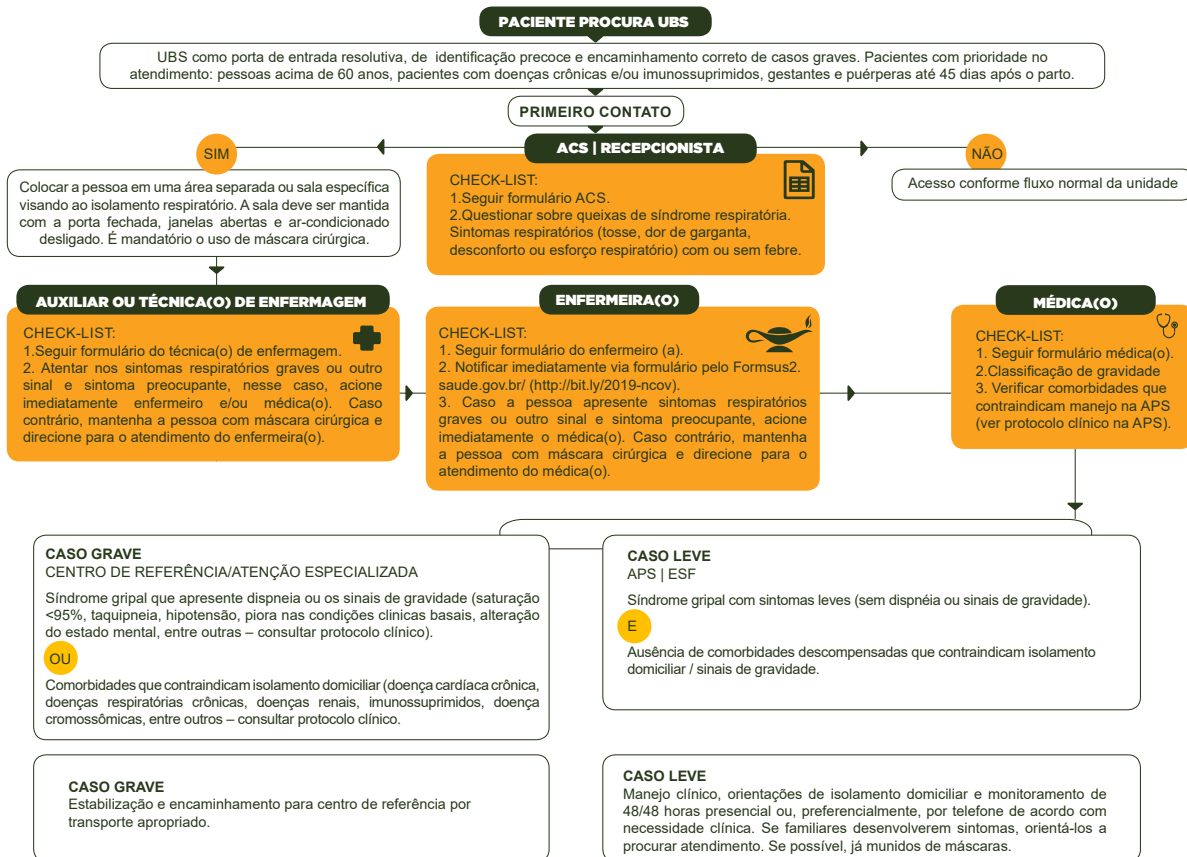 PACIENTE PROCURA UBS
UBS como porta de entrada resolutiva, de identificação precoce e encaminhamento correto de casos graves. Pacientes com prioridade no
atendimento: pessoas acima de 60 anos, pacientes com doenças crônicas e/ou imunossuprimidos, gestantes e puérperas até 45 dias após o parto.
PRIMEIRO CONTATO
SIM
Colocar a pessoa em uma área separada ou sala específica
visando ao isolamento respiratório. A sala deve ser mantida
com a porta fechada, janelas abertas e ar-condicionado
desligado. É mandatório o uso de máscara cirúrgica.
ACS | RECEPCIONISTA
CHECK-LIST:
1.Seguir formulário ACS.
2.Questionar sobre queixas de síndrome respiratória.
Sintomas respiratórios (tosse, dor de garganta,
desconforto ou esforço respiratório) com ou sem febre.
NÃO
Acesso conforme fluxo normal da unidade
AUXILIAR OU TÉCNICA(O) DE ENFERMAGEM
CHECK-LIST:
1.Seguir formulário do técnica(o) de enfermagem.
2. Atentar nos sintomas respiratórios graves ou outro
sinal e sintoma preocupante, nesse caso, acione
imediatamente enfermeiro e/ou médica(o). Caso
contrário, mantenha a pessoa com máscara cirúrgica e
direcione para o atendimento do enfermeira(o).
ENFERMEIRA(O)
CHECK-LIST:
1. Seguir formulário do enfermeiro (a).
2. Notificar imediatamente via formulário pelo Formsus2.
saude.gov.br/ (http://bit.ly/2019-ncov).
3. Caso a pessoa apresente sintomas respiratórios
graves ou outro sinal e sintoma preocupante, acione
imediatamente o médica(o). Caso contrário, mantenha
a pessoa com máscara cirúrgica e direcione para o
atendimento do médica(o).
MÉDICA(O)
CHECK-LIST:
1. Seguir formulário médica(o).
2.Classificação de gravidade
3. Verificar comorbidades que
contraindicam manejo na APS
(ver protocolo clínico na APS).
CASO GRAVE
CENTRO DE REFERÊNCIA/ATENÇÃO ESPECIALIZADA
Síndrome gripal que apresente dispneia ou os sinais de gravidade (saturação
<95%, taquipneia, hipotensão, piora nas condições clinicas basais, alteração
do estado mental, entre outras – consultar protocolo clínico).
OU
Comorbidades que contraindicam isolamento domiciliar (doença cardíaca crônica,
doenças respiratórias crônicas, doenças renais, imunossuprimidos, doença
cromossômicas, entre outros – consultar protocolo clínico.
CASO LEVE
APS | ESF
Síndrome gripal com sintomas leves (sem dispnéia ou sinais de gravidade).
E
Ausência de comorbidades descompensadas que contraindicam isolamento
domiciliar / sinais de gravidade.
CASO GRAVE
Estabilização e encaminhamento para centro de referência por
transporte apropriado.
CASO LEVE
Manejo clínico, orientações de isolamento domiciliar e monitoramento de
48/48 horas presencial ou, preferencialmente, por telefone de acordo com
necessidade clínica. Se familiares desenvolverem sintomas, orientá-los a
procurar atendimento. Se possível, já munidos de máscaras.